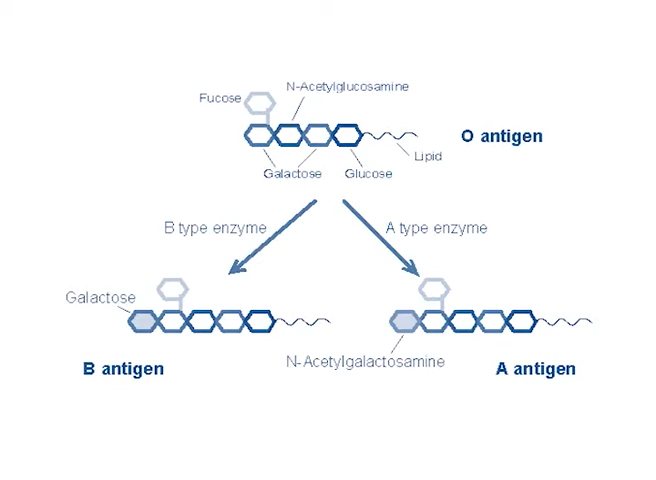 N-Acetylglucosamine
Fucose
O antigen
Lipid
Galactose
Glucose
B type enzyme
A type enzyme
Galactose
N-Acetylgalactosamine
B antigen
A antigen